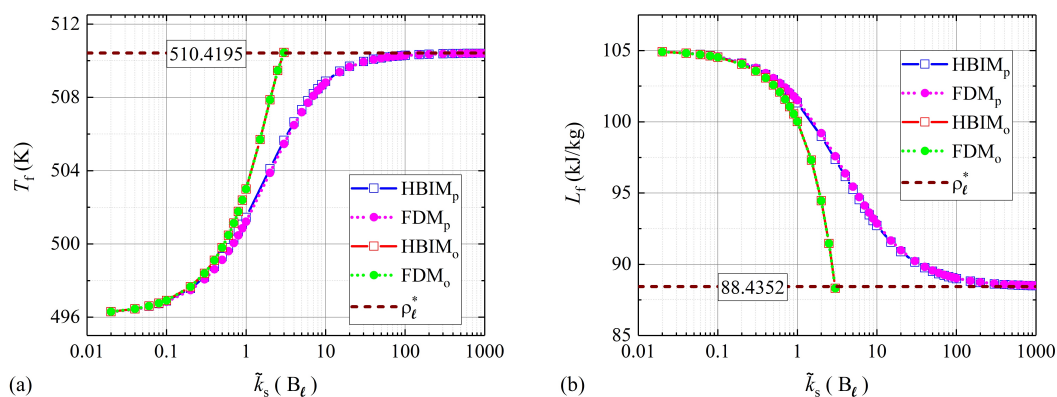 512
508
504
500
496
T_f (K)
510.4195
HBIM_p
FDM_p
HBIM_o
FDM_o
ρ_ℓ^*
0.01 0.1 1 10 100 1000
k̃_s ( B_ℓ )
(a)
105
100
95
90
85
L_f (kJ/kg)
HBIM_p
FDM_p
HBIM_o
FDM_o
ρ_ℓ^*
88.4352
0.01 0.1 1 10 100 1000
k̃_s ( B_ℓ )
(b)